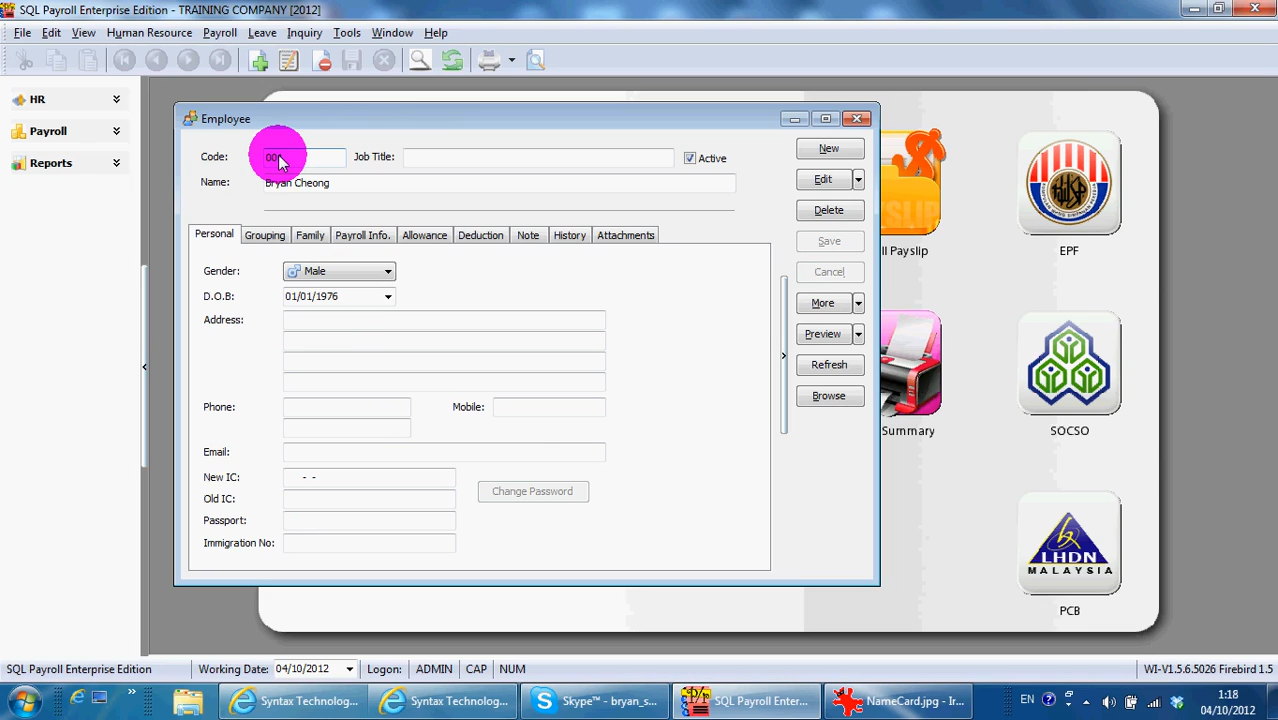 SQL Payroll Enterprise Edition - TRAINING COMPANY [2012]
File Edit View Human Resource Payroll Leave Inquiry Tools Window Help
HR
Payroll
Reports
Employee
Code: Job Title: Active
Name: Bryan Cheong
Personal Grouping Family Payroll Info. Allowance Deduction Note History Attachments
Gender: Male
D.O.B: 01/01/1976
Address:
Phone: Mobile:
Email:
New IC: - -
Old IC:
Passport:
Immigration No:
Change Password
New
Edit
Delete
Save
Cancel
More
Preview
Refresh
Browse
ll Payslip
EPF
Summary
SOCSO
LHDN
MALAYSIA
PCB
SQL Payroll Enterprise Edition Working Date: 04/10/2012 Logon: ADMIN CAP NUM WI-V1.5.6.5026 Firebird 1.5
Syntax Technolog... Syntax Technolog... Skype™ - bryan_s... SQL Payroll Enter... NameCard.jpg - Ir... EN 1:18
04/10/2012